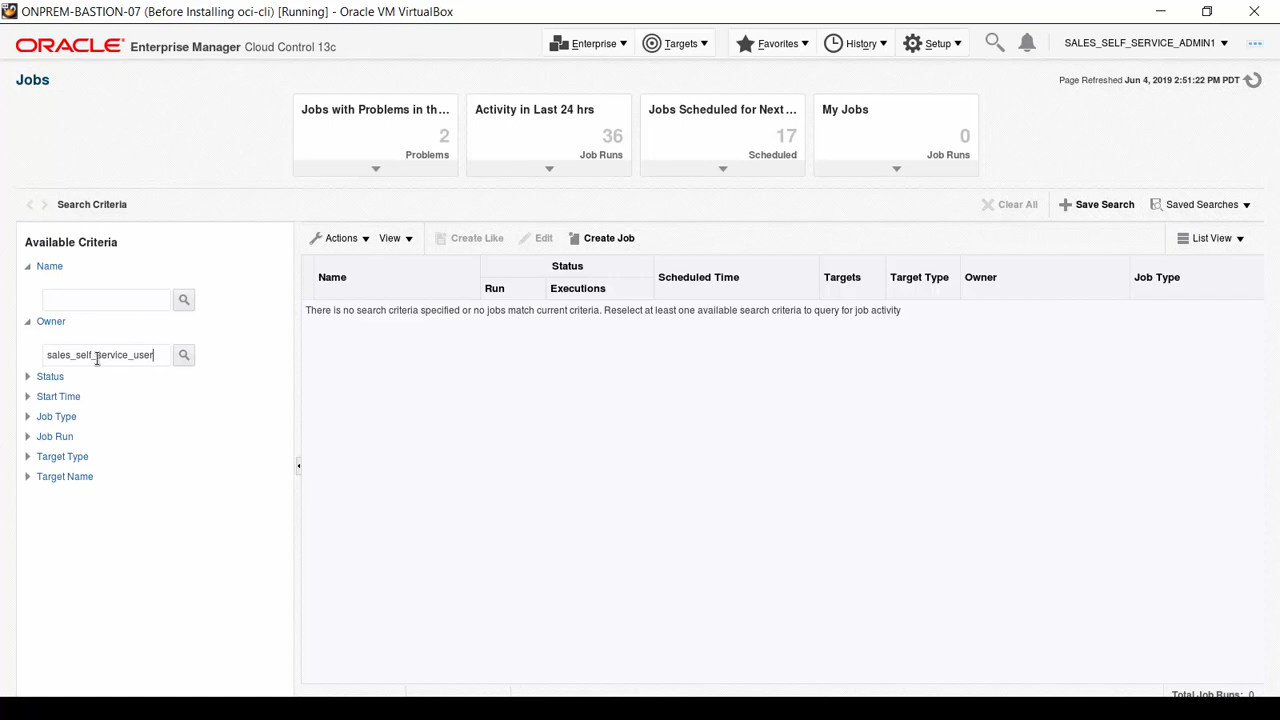 ONPREM-BASTION-07 (Before Installing oci-cli) [Running] - Oracle VM VirtualBox
ORACLE Enterprise Manager Cloud Control 13c
Enterprise Targets Favorites History Setup SALES_SELF_SERVICE_ADMIN1
Jobs
Page Refreshed Jun 4, 2019 2:51:22 PM PDT
Jobs with Problems in th... Activity in Last 24 hrs Jobs Scheduled for Next ... My Jobs
2 36 17 0
Problems Job Runs Scheduled Job Runs
Search Criteria Clear All Save Search Saved Searches
Available Criteria
Name
Owner
sales_self_service_user
Status
Start Time
Job Type
Job Run
Target Type
Target Name
Actions View Create Like Edit Create Job List View
Name Status Scheduled Time Targets Target Type Owner Job Type
Run Executions
There is no search criteria specified or no jobs match current criteria. Reselect at least one available search criteria to query for job activity
Total Job Runs: 0